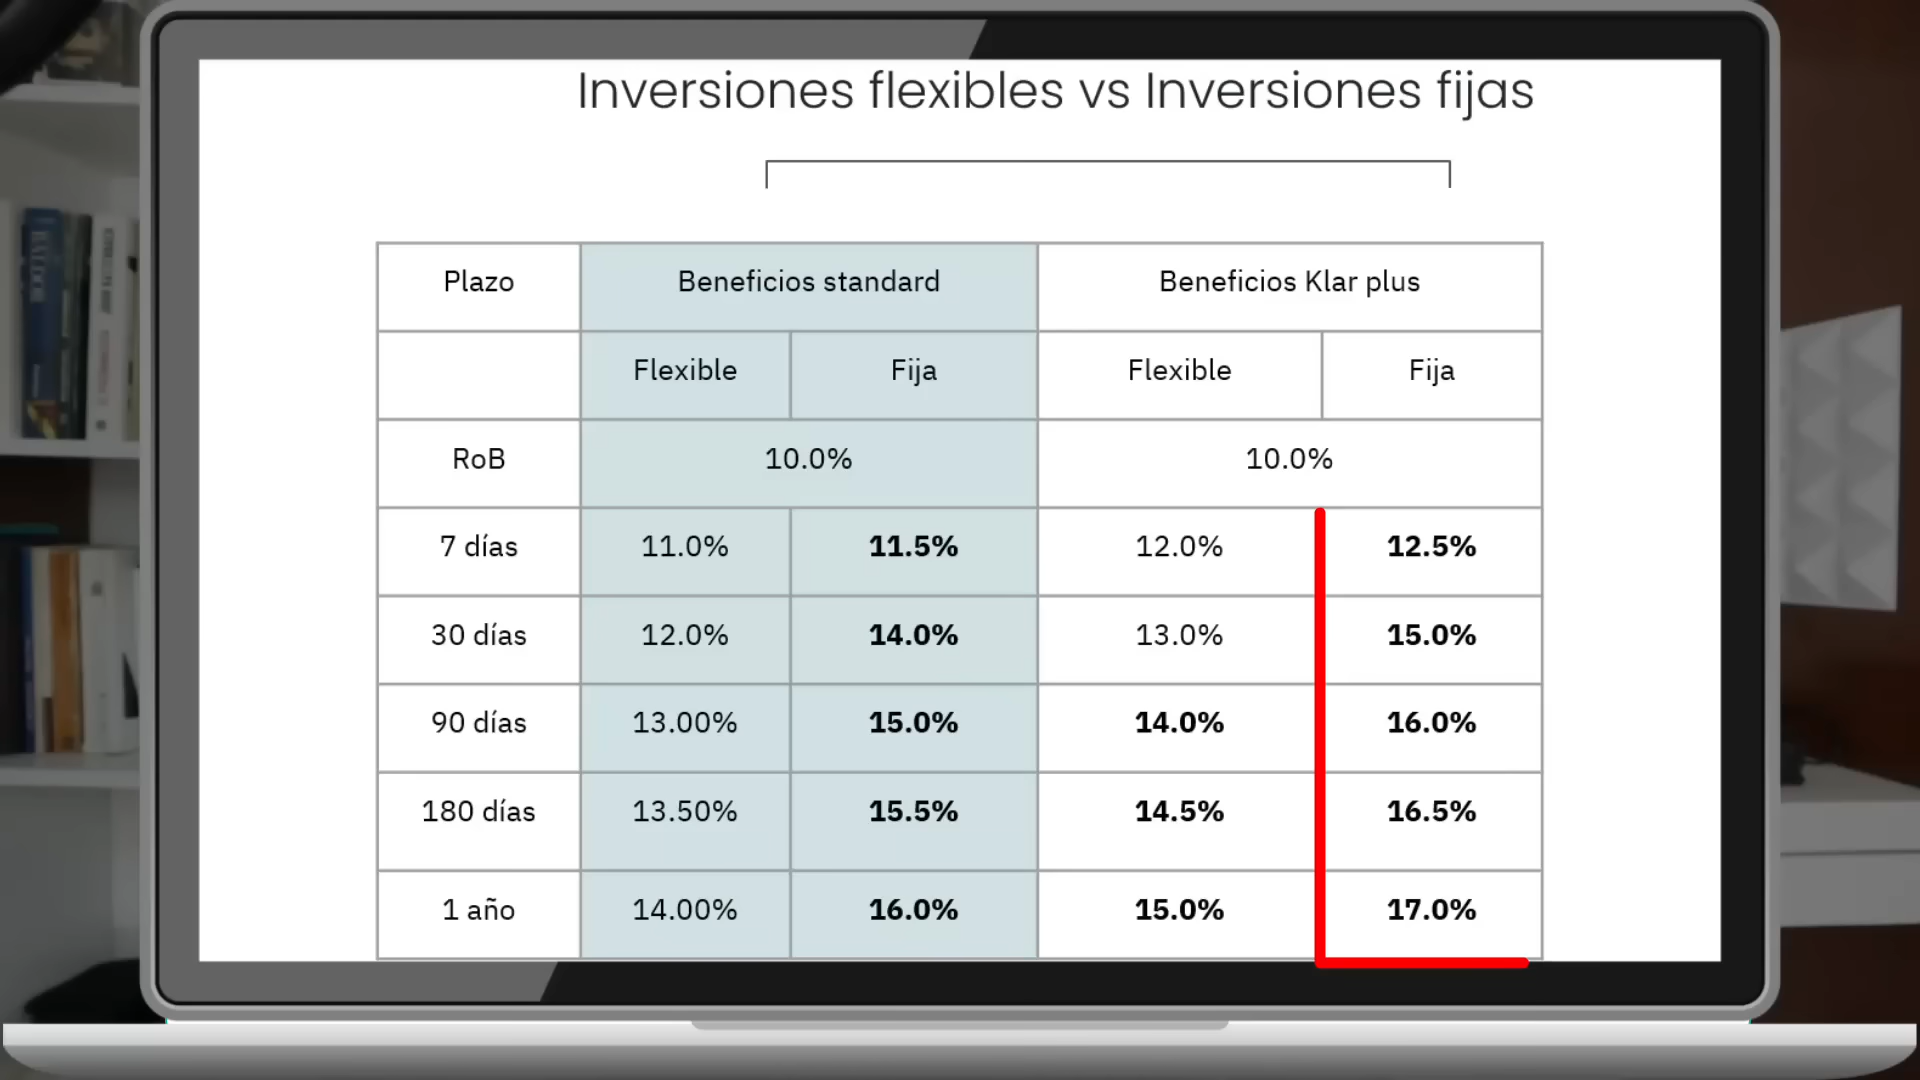 Inversiones flexibles vs Inversiones fijas
Plazo Beneficios standard Beneficios Klar plus
Flexible Fija Flexible Fija
RoB 10.0% 10.0%
7 días 11.0% 11.5% 12.0% 12.5%
30 días 12.0% 14.0% 13.0% 15.0%
90 días 13.00% 15.0% 14.0% 16.0%
180 días 13.50% 15.5% 14.5% 16.5%
1 año 14.00% 16.0% 15.0% 17.0%